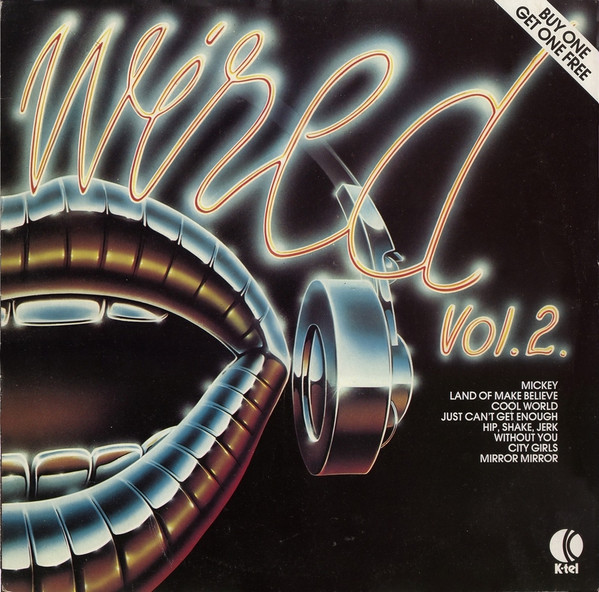 BUY ONE
GET ONE FREE
Wired
Vol. 2.
MICKEY
LAND OF MAKE BELIEVE
COOL WORLD
JUST CAN'T GET ENOUGH
HIP, SHAKE, JERK
WITHOUT YOU
CITY GIRLS
MIRROR MIRROR
K-tel